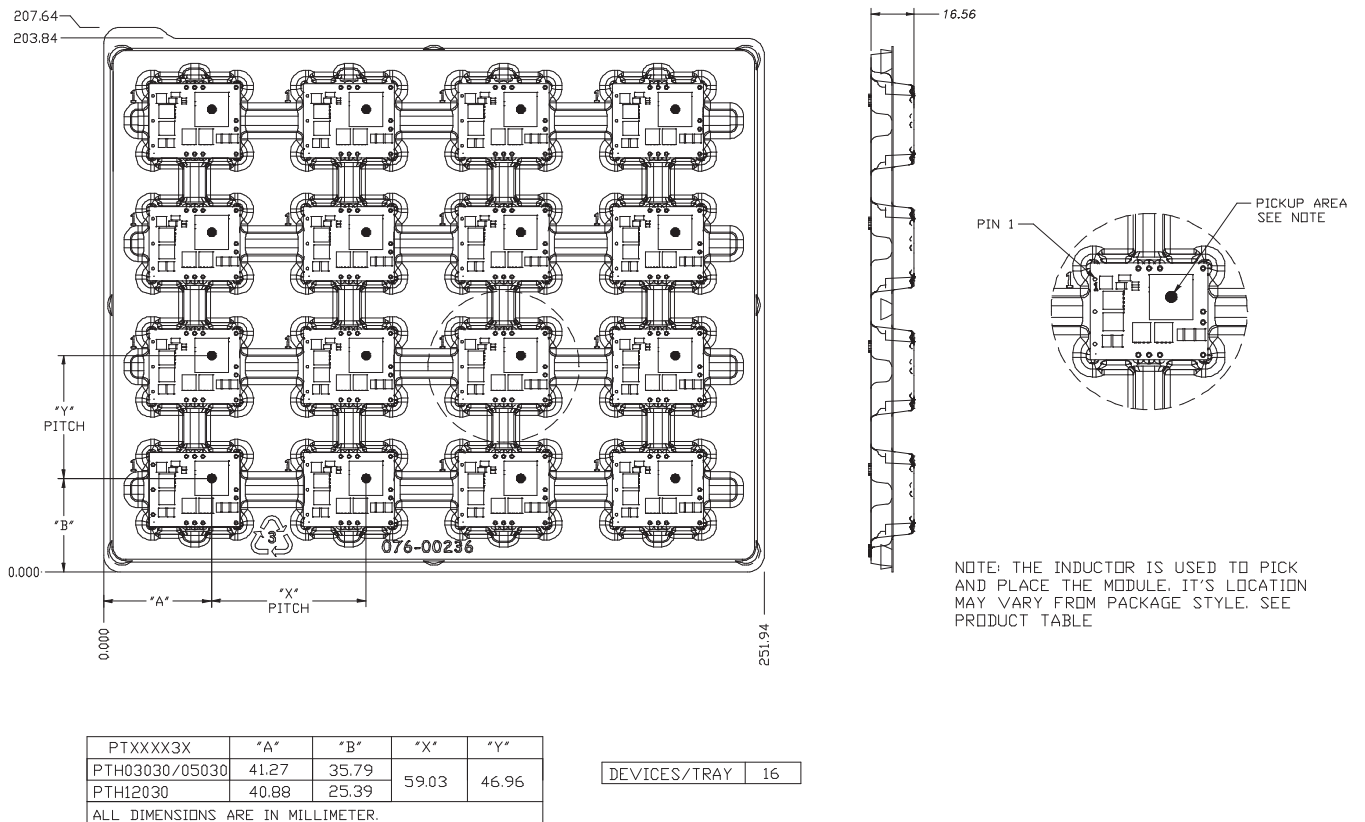 207.64
203.84
16.56
PICKUP AREA
SEE NOTE
PIN 1
1
"Y"
PITCH
"B"
3
076-00236
0.000
"A"
"X"
PITCH
0.000
251.94
NOTE: THE INDUCTOR IS USED TO PICK
AND PLACE THE MODULE. IT'S LOCATION
MAY VARY FROM PACKAGE STYLE. SEE
PRODUCT TABLE
PTXXXX3X "A" "B" "X" "Y"
PTH03030/05030 41.27 35.79 59.03 46.96
PTH12030 40.88 25.39
ALL DIMENSIONS ARE IN MILLIMETER.
DEVICES/TRAY 16